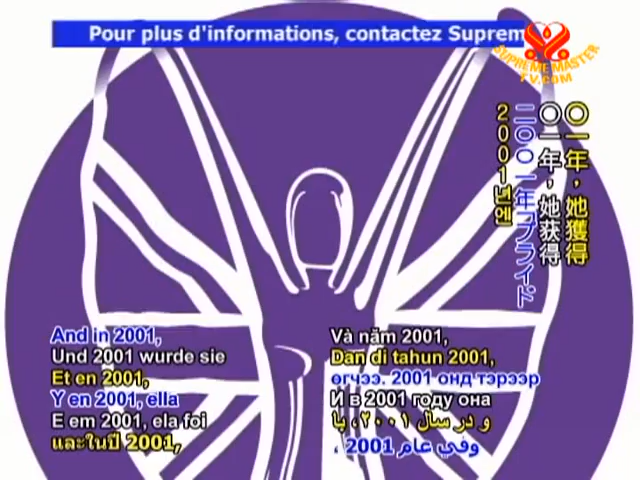 Pour plus d'informations, contactez Suprem
SUPREME MASTER
TV.COM
〇一年，她獲得
〇一年，她获得
二〇〇一年「プライド
2001년엔
And in 2001,
Und 2001 wurde sie
Et en 2001,
Y en 2001, ella
E em 2001, ela foi
และในปี 2001,
Và năm 2001,
Dan di tahun 2001,
өгчээ. 2001 онд тэрээр
И в 2001 году она
و در سال ۲۰۰۱، با
وفي عام 2001 ،